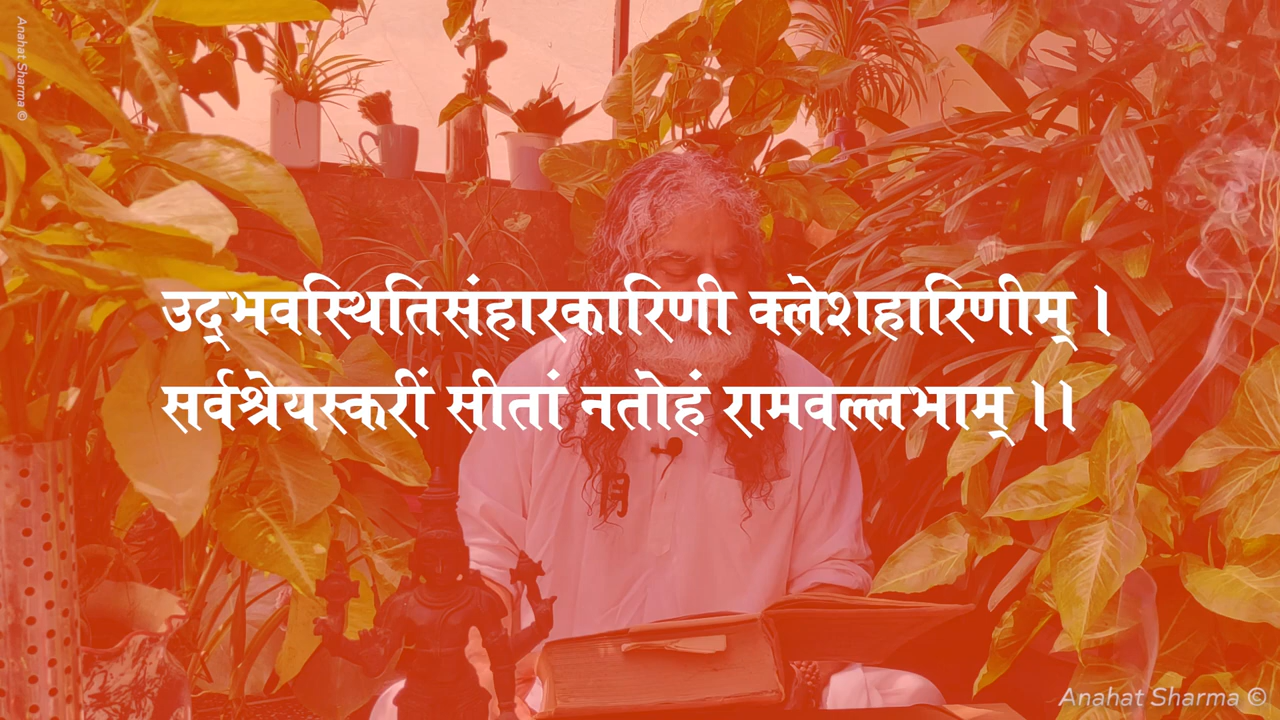 Anahat Sharma ©
उद्‌भवस्थितिसंहारकारिणी क्लेशहारिणीम् ।
सर्वश्रेयस्करीं सीतां नतोहं रामवल्लभाम् ।।
Anahat Sharma ©